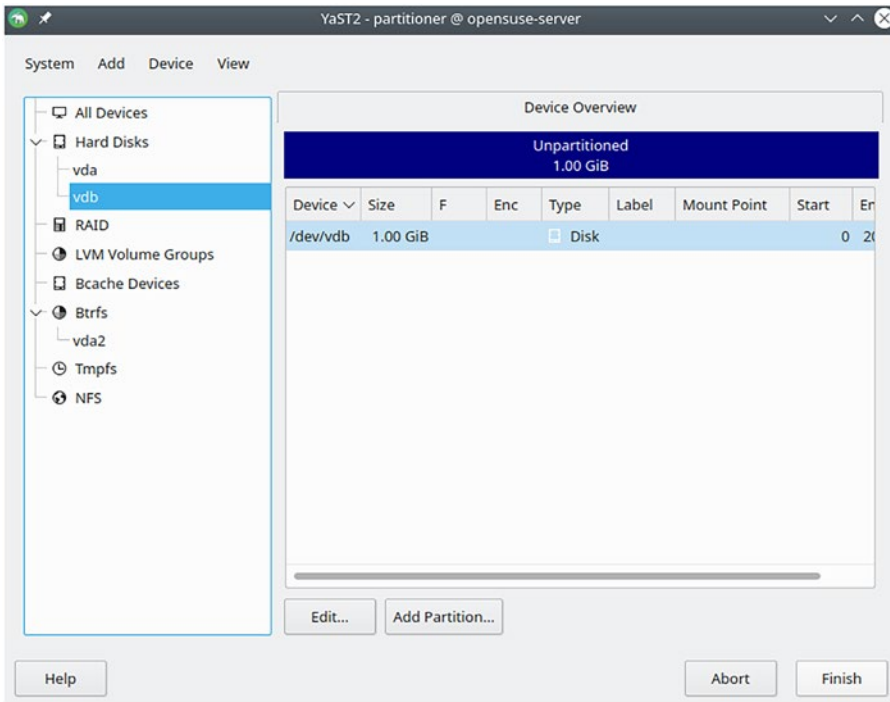 YaST2 - partitioner @ opensuse-server
System Add Device View
All Devices
Hard Disks
vda
vdb
RAID
LVM Volume Groups
Bcache Devices
Btrfs
vda2
Tmpfs
NFS
Device Overview
Unpartitioned
1.00 GiB
Device Size F Enc Type Label Mount Point Start
/dev/vdb 1.00 GiB Disk 0
Edit... Add Partition...
Help Abort Finish